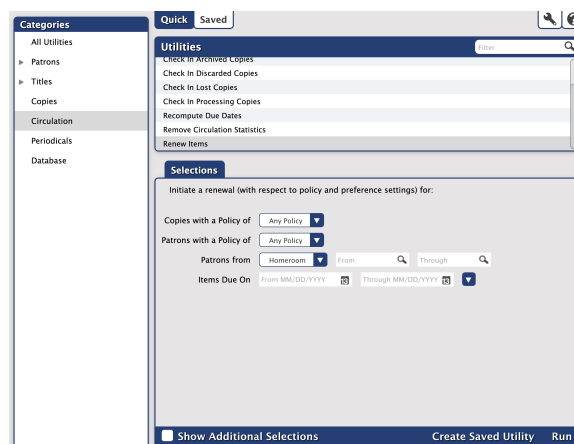 Categories
All Utilities
Patrons
Titles
Copies
Circulation
Periodicals
Database
Quick Saved
Utilities Filter
Check In Archived Copies
Check In Discarded Copies
Check In Lost Copies
Check In Processing Copies
Recompute Due Dates
Remove Circulation Statistics
Renew Items
Selections
Initiate a renewal (with respect to policy and preference settings) for:
Copies with a Policy of Any Policy
Patrons with a Policy of Any Policy
Patrons from Homeroom From Through
Items Due On From MM/DD/YYYY 13 Through MM/DD/YYYY 13
Show Additional Selections Create Saved Utility Run